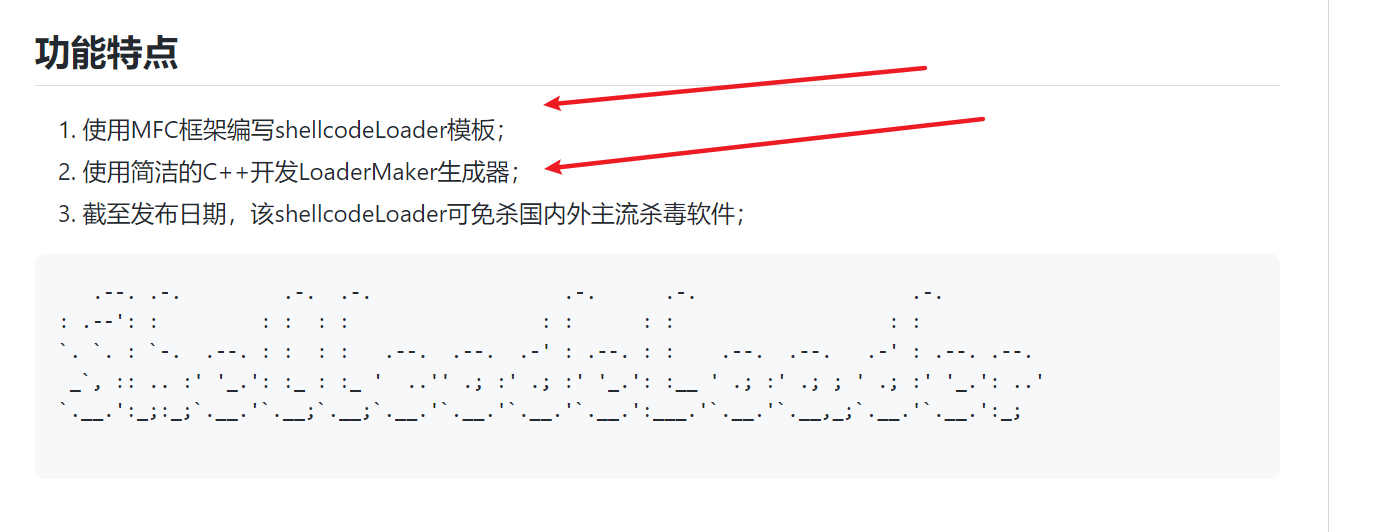 功能特点
1. 使用MFC框架编写shellcodeLoader模板；
2. 使用简洁的C++开发LoaderMaker生成器；
3. 截至发布日期，该shellcodeLoader可免杀国内外主流杀毒软件；
   .--. .-.          .-.  .-.                   .-.       .-.                     .-.
: .--': :          : :  : :                   : :       : :                     : :
`. `. : `-.  .--. : :  : :   .--.  .--.  .-' : .--. : :    .--.  .--.   .-' : .--. .--.
 _`, :: .. :' '_.': :_ : :_ '  ..'' .; :' .; :' '_.': :__ ' .; :' .; ; ' .; :' '_.': ..'
`.__.':_;:_;`.__.'`.__;`.__;`.__.'`.__.'`.__.'`.__.':___.'`.__.'`.__,_;`.__.'`.__.':_;